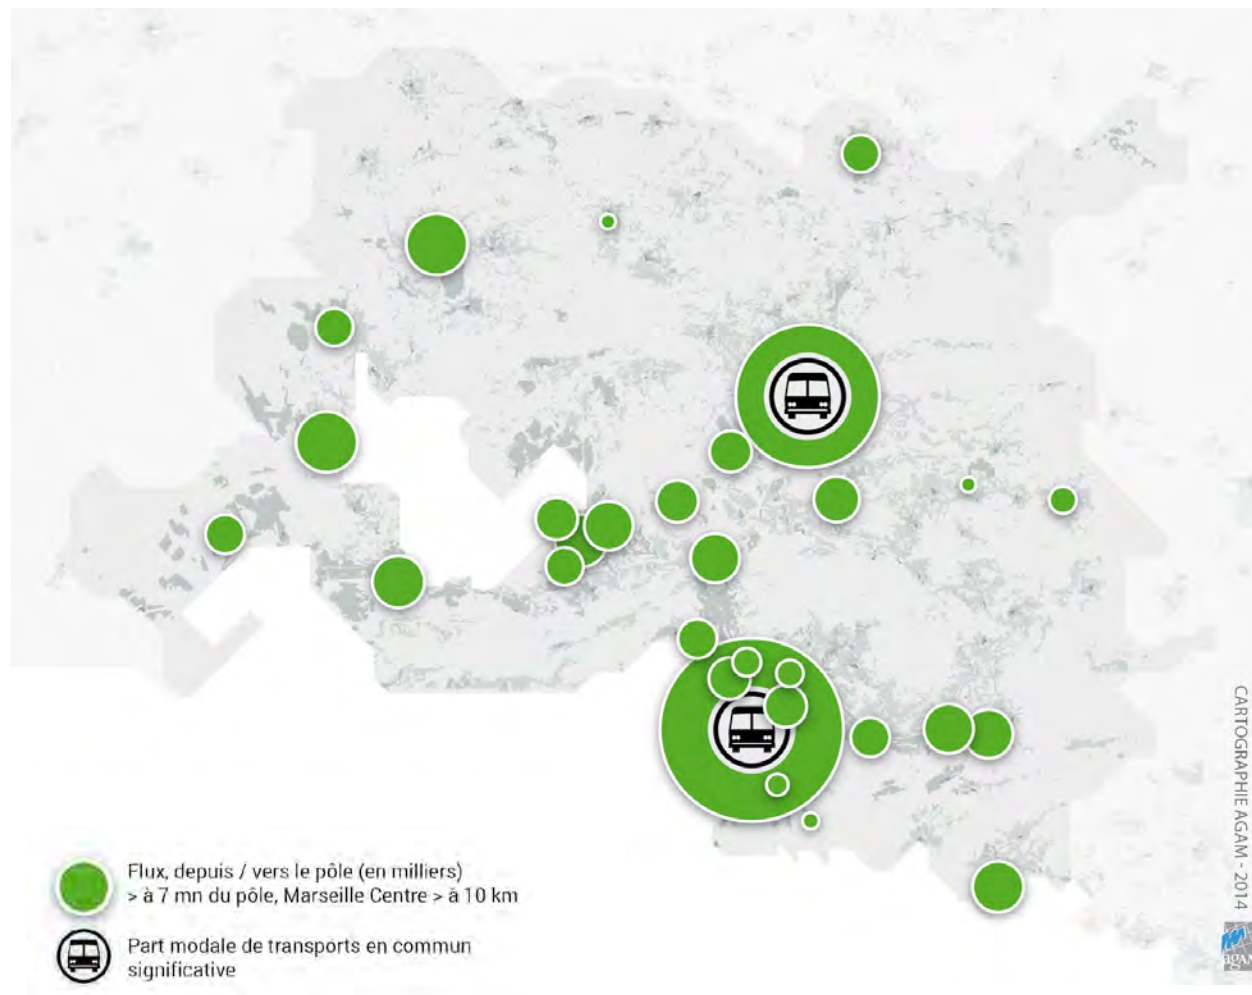 Flux, depuis / vers le pôle (en milliers)
> à 7 mn du pôle, Marseille Centre > à 10 km
Part modale de transports en commun
significative
CARTOGRAPHIE AGAM - 2014
agam